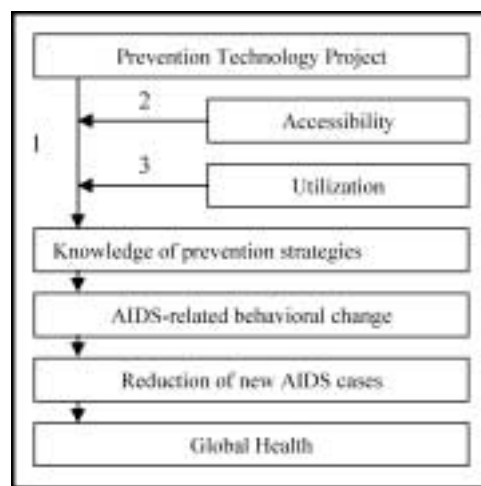 Prevention Technology Project
2
Accessibility
1
3
Utilization
Knowledge of prevention strategies
AIDS-related behavioral change
Reduction of new AIDS cases
Global Health